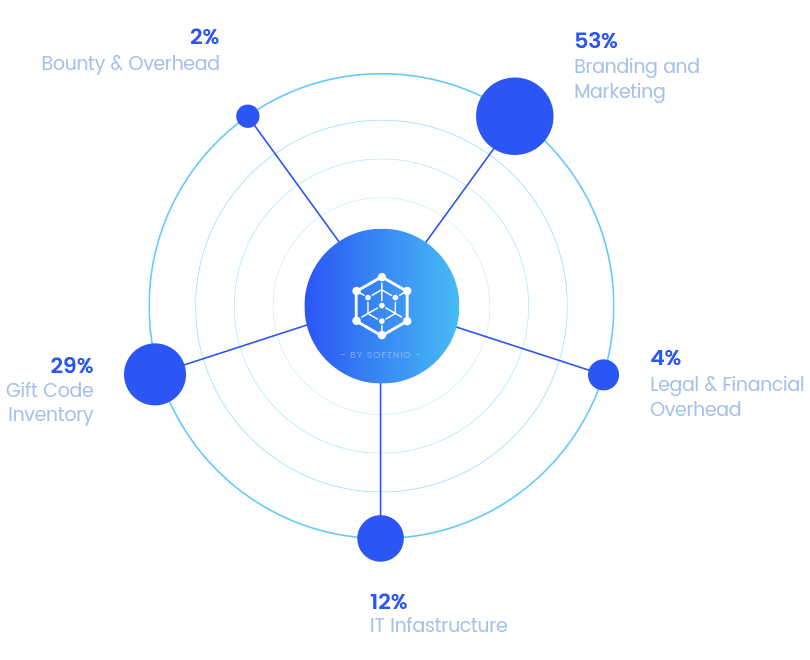 2%
Bounty & Overhead
53%
Branding and
Marketing
- BY SOFTNIO -
29%
Gift Code
Inventory
4%
Legal & Financial
Overhead
12%
IT Infastructure